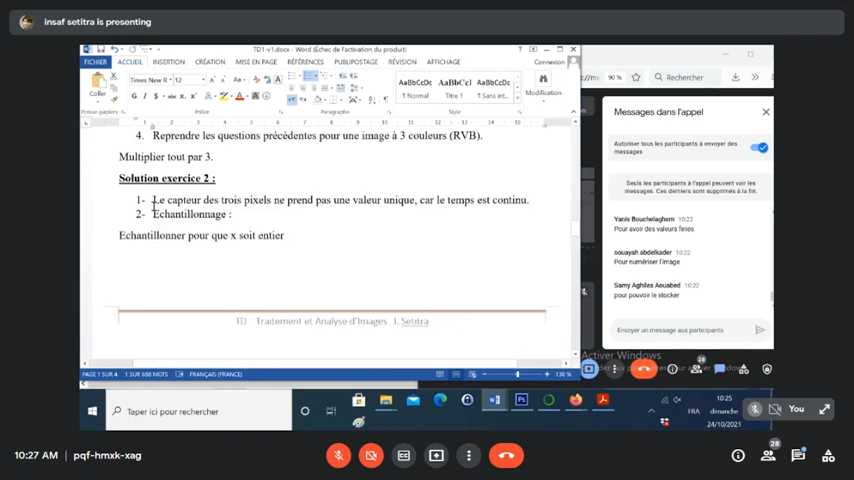 insaf setitra is presenting
TD1-v1.docx - Word (Échec de l'activation du produit)
FICHIER ACCUEIL INSERTION CRÉATION MISE EN PAGE RÉFÉRENCES PUBLIPOSTAGE RÉVISION AFFICHAGE Connexion
Coller
Times New R 12
AaBbCcDc AaBbCcI AaBbCcDc
¶ Normal Titre 1 ¶ Sans int...
Modification
Presse-papiers Police Paragraphe Style
4. Reprendre les questions précédentes pour une image à 3 couleurs (RVB).
Multiplier tout par 3.
Solution exercice 2 :
1- Le capteur des trois pixels ne prend pas une valeur unique, car le temps est continu.
2- Echantillonnage :
Echantillonner pour que x soit entier
TD Traitement et Analyse d'Images I. Setitra
PAGE 1 SUR 4 1 SUR 808 MOTS FRANÇAIS (FRANCE) 130 %
90 % Rechercher
Messages dans l'appel
Autoriser tous les participants à envoyer des
messages
Seuls les participants à l'appel peuvent voir les
messages. Ces derniers sont supprimés à la fin.
Yanis Bouchelaghem 10:22
Pour avoir des valeurs finies
souayah abdelkader 10:22
Pour numériser l'image
Samy Aghiles Aouabed 10:22
pour pouvoir le stocker
Envoyer un message aux participants
Activer Windows
28
Taper ici pour rechercher
FRA
10:25
dimanche
24/10/2021
You
10:27 AM pqf-hmxk-xag
28